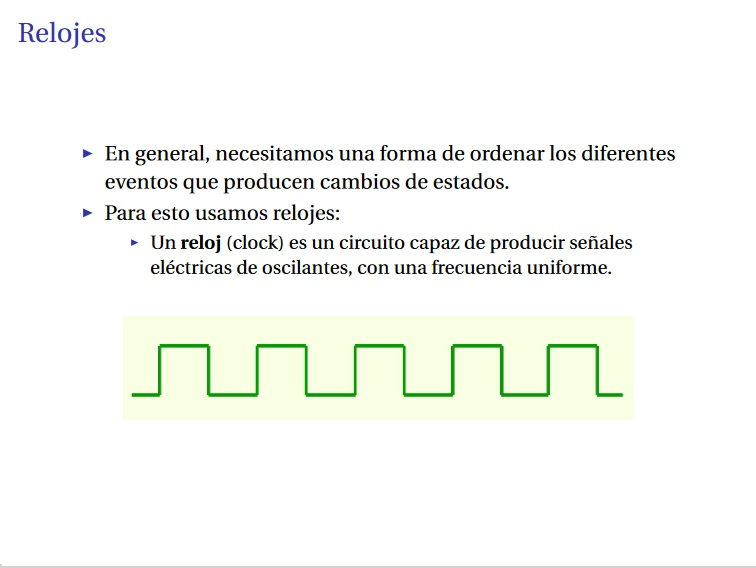 Relojes
▶ En general, necesitamos una forma de ordenar los diferentes
eventos que producen cambios de estados.
▶ Para esto usamos relojes:
▶ Un reloj (clock) es un circuito capaz de producir señales
eléctricas de oscilantes, con una frecuencia uniforme.